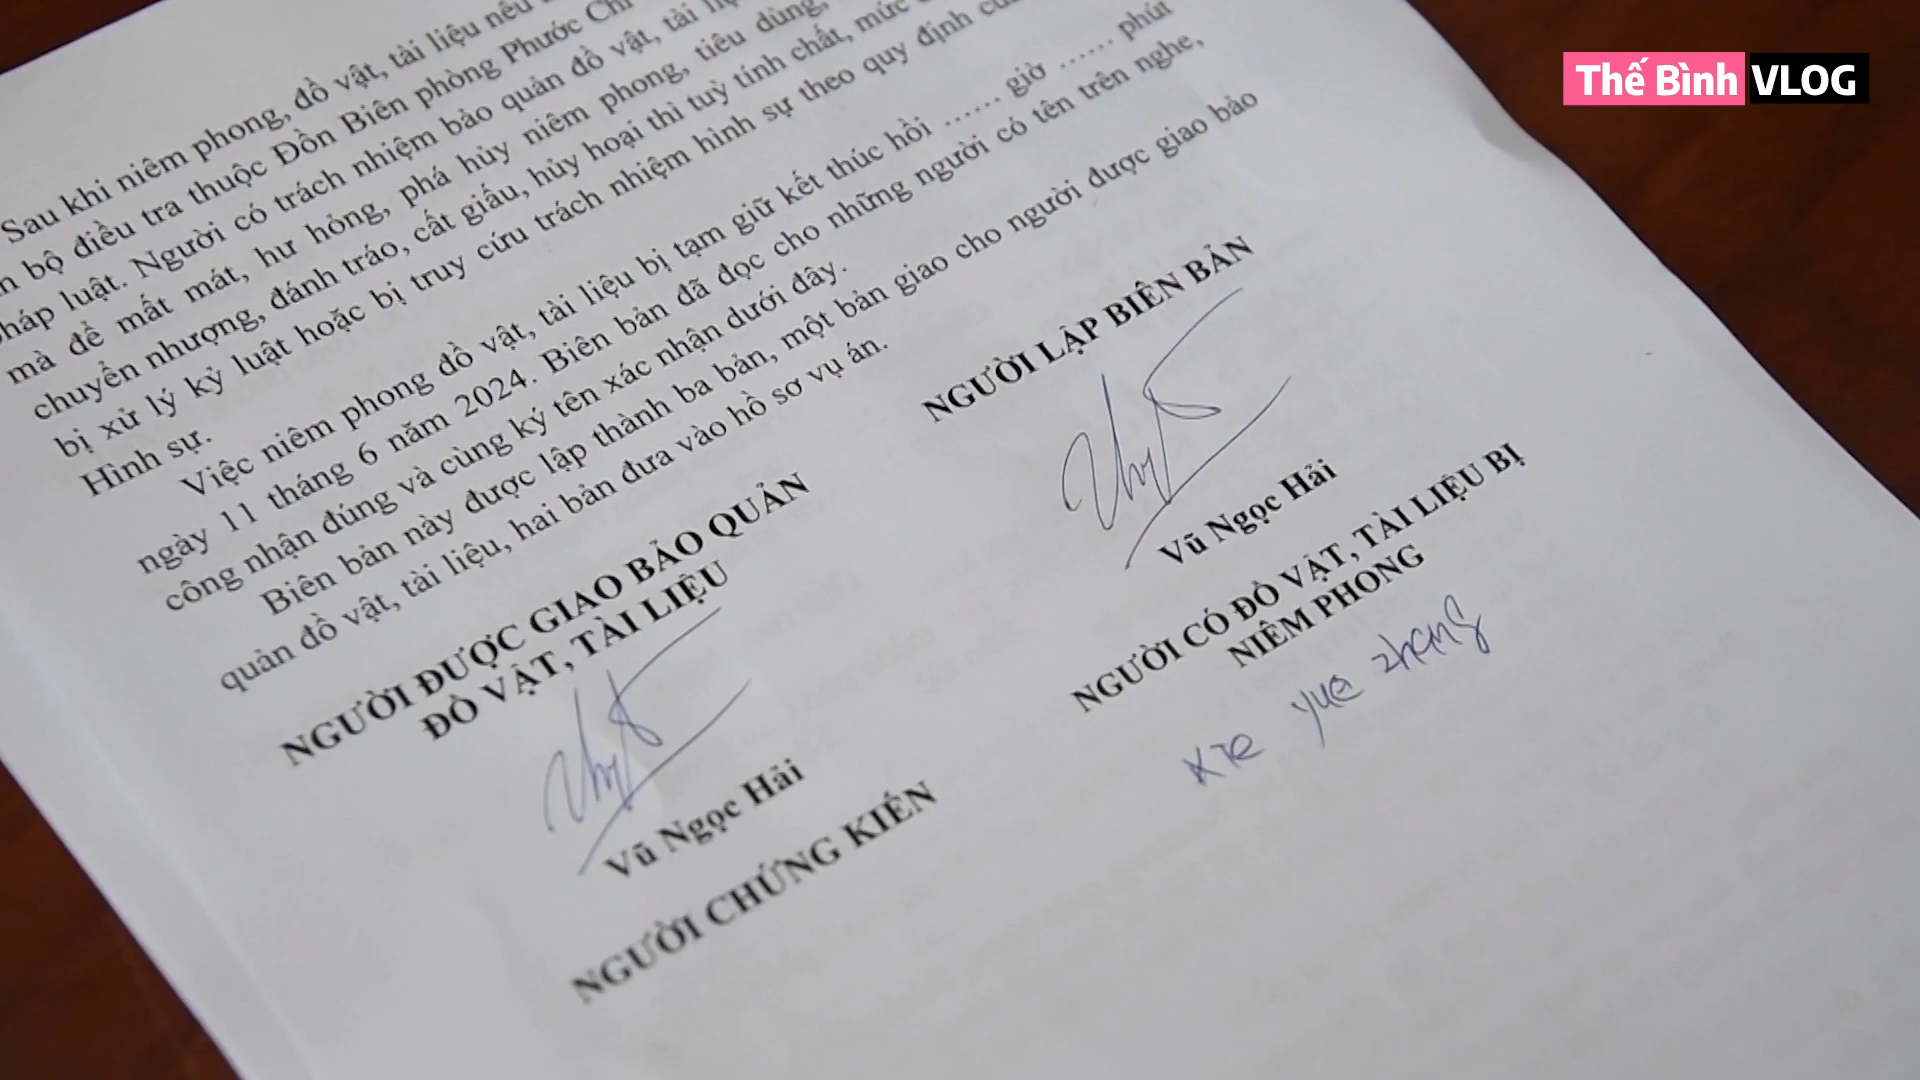 Thế Bình VLOG
Sau khi niêm phong, đồ vật, tài liệu nêu
bộ điều tra thuộc Đồn Biên phòng Phước Chỉ
luật. Người có trách nhiệm bảo quản đồ vật, tài
mà để mất mát, hư hỏng, phá hủy niêm phong, tiêu dùng,
chuyển nhượng, đánh tráo, cất giấu, hủy hoại thì tuỳ tính chất, mức
bị xử lý kỷ luật hoặc bị truy cứu trách nhiệm hình sự theo quy định
Hình sự.
Việc niêm phong đồ vật, tài liệu bị tạm giữ kết thúc hồi ...... giờ ...... phút
ngày 11 tháng 6 năm 2024. Biên bản đã đọc cho những người có tên trên nghe,
công nhận đúng và cùng ký tên xác nhận dưới đây.
Biên bản này được lập thành ba bản, một bản giao cho người được giao bảo
quản đồ vật, tài liệu, hai bản đưa vào hồ sơ vụ án.
NGƯỜI ĐƯỢC GIAO BẢO QUẢN
ĐỒ VẬT, TÀI LIỆU
Vũ Ngọc Hải
NGƯỜI LẬP BIÊN BẢN
Vũ Ngọc Hải
NGƯỜI CHỨNG KIẾN
NGƯỜI CÓ ĐỒ VẬT, TÀI LIỆU BỊ
NIÊM PHONG
yue zheng